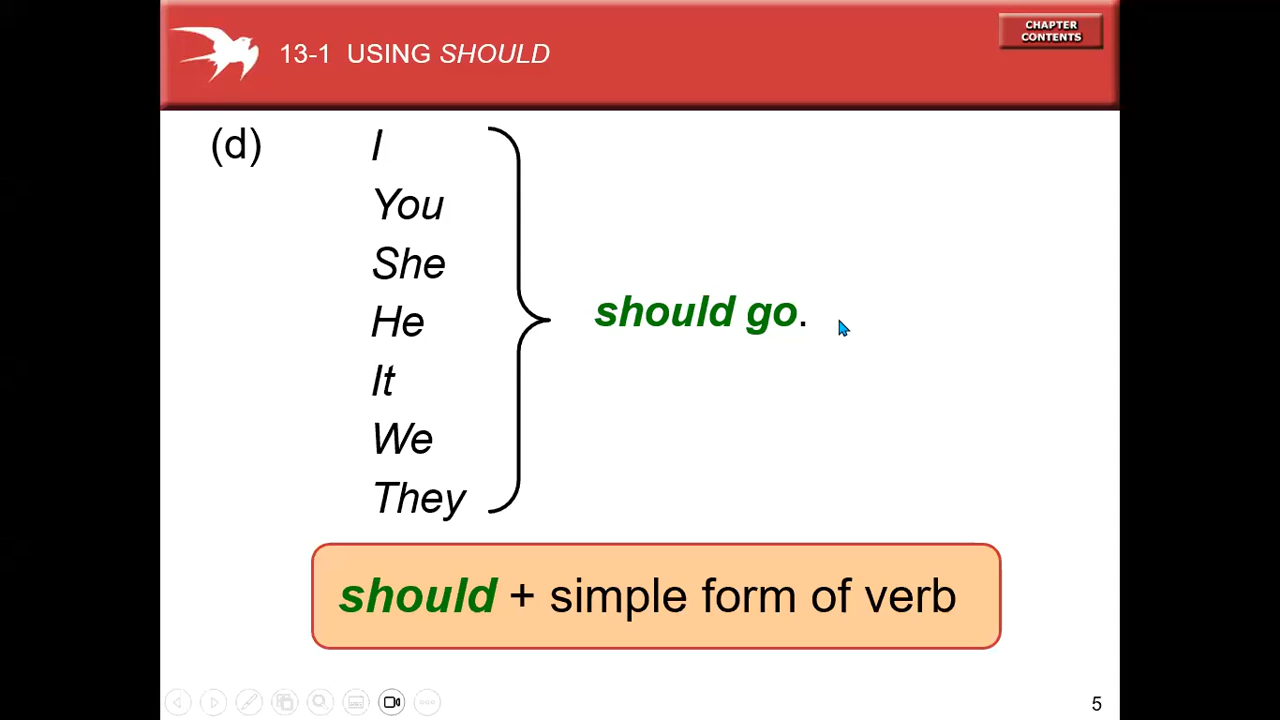 13-1 USING SHOULD
CHAPTER
CONTENTS
(d)
I
You
She
He
It
We
They
should go.
should + simple form of verb
5